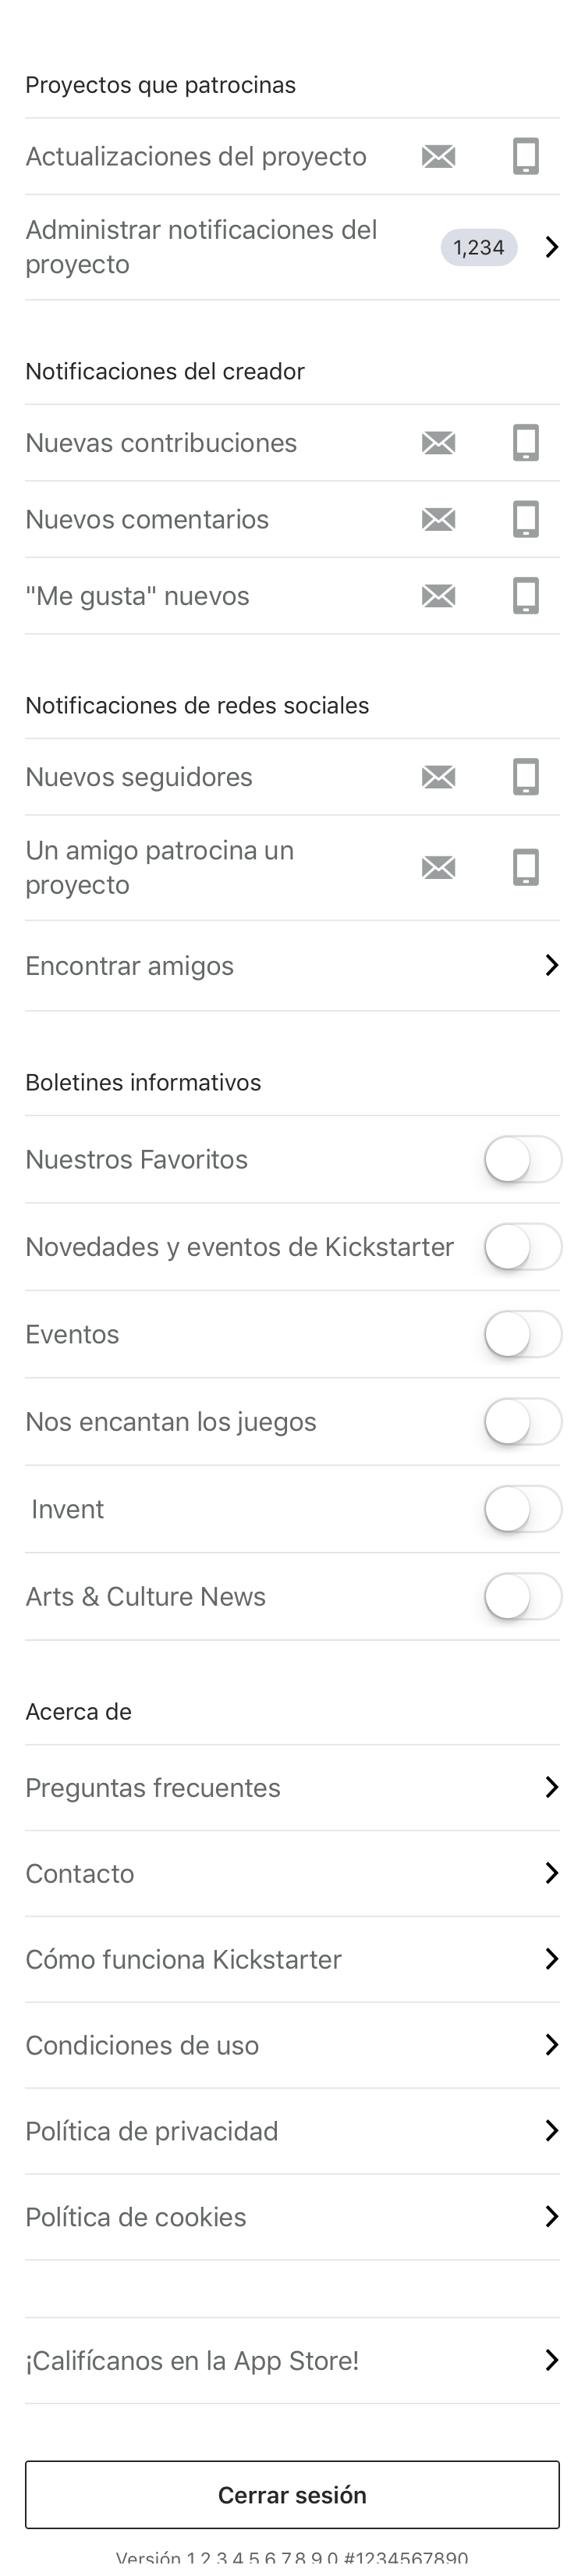 Proyectos que patrocinas
Actualizaciones del proyecto
Administrar notificaciones del
proyecto
1,234
Notificaciones del creador
Nuevas contribuciones
Nuevos comentarios
"Me gusta" nuevos
Notificaciones de redes sociales
Nuevos seguidores
Un amigo patrocina un
proyecto
Encontrar amigos
Boletines informativos
Nuestros Favoritos
Novedades y eventos de Kickstarter
Eventos
Nos encantan los juegos
Invent
Arts & Culture News
Acerca de
Preguntas frecuentes
Contacto
Cómo funciona Kickstarter
Condiciones de uso
Política de privacidad
Política de cookies
¡Califícanos en la App Store!
Cerrar sesión
Versión 1.2.3.4.5.6.7.8.9.0 #1234567890